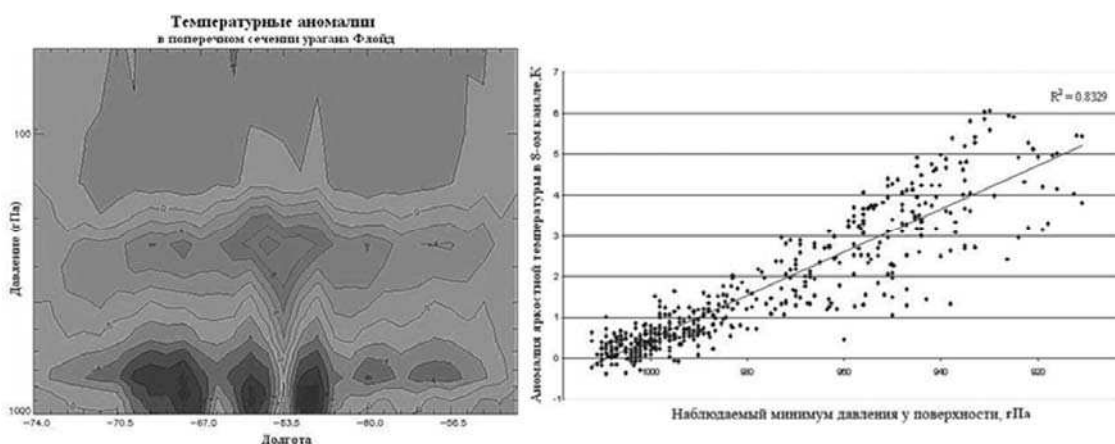 Температурные аномалии
в поперечном сечении урагана Флойд
Давление (гПа)
100
1000
-74.0 -70.5 -67.0 -63.5 -60.0 -56.5
Долгота
Аномалия яркостной температуры в 8-ом канале,К
7
6
5
4
3
2
1
0
-1
R² = 0.8329
1000 980 960 940 920
Наблюдаемый минимум давления у поверхности, гПа